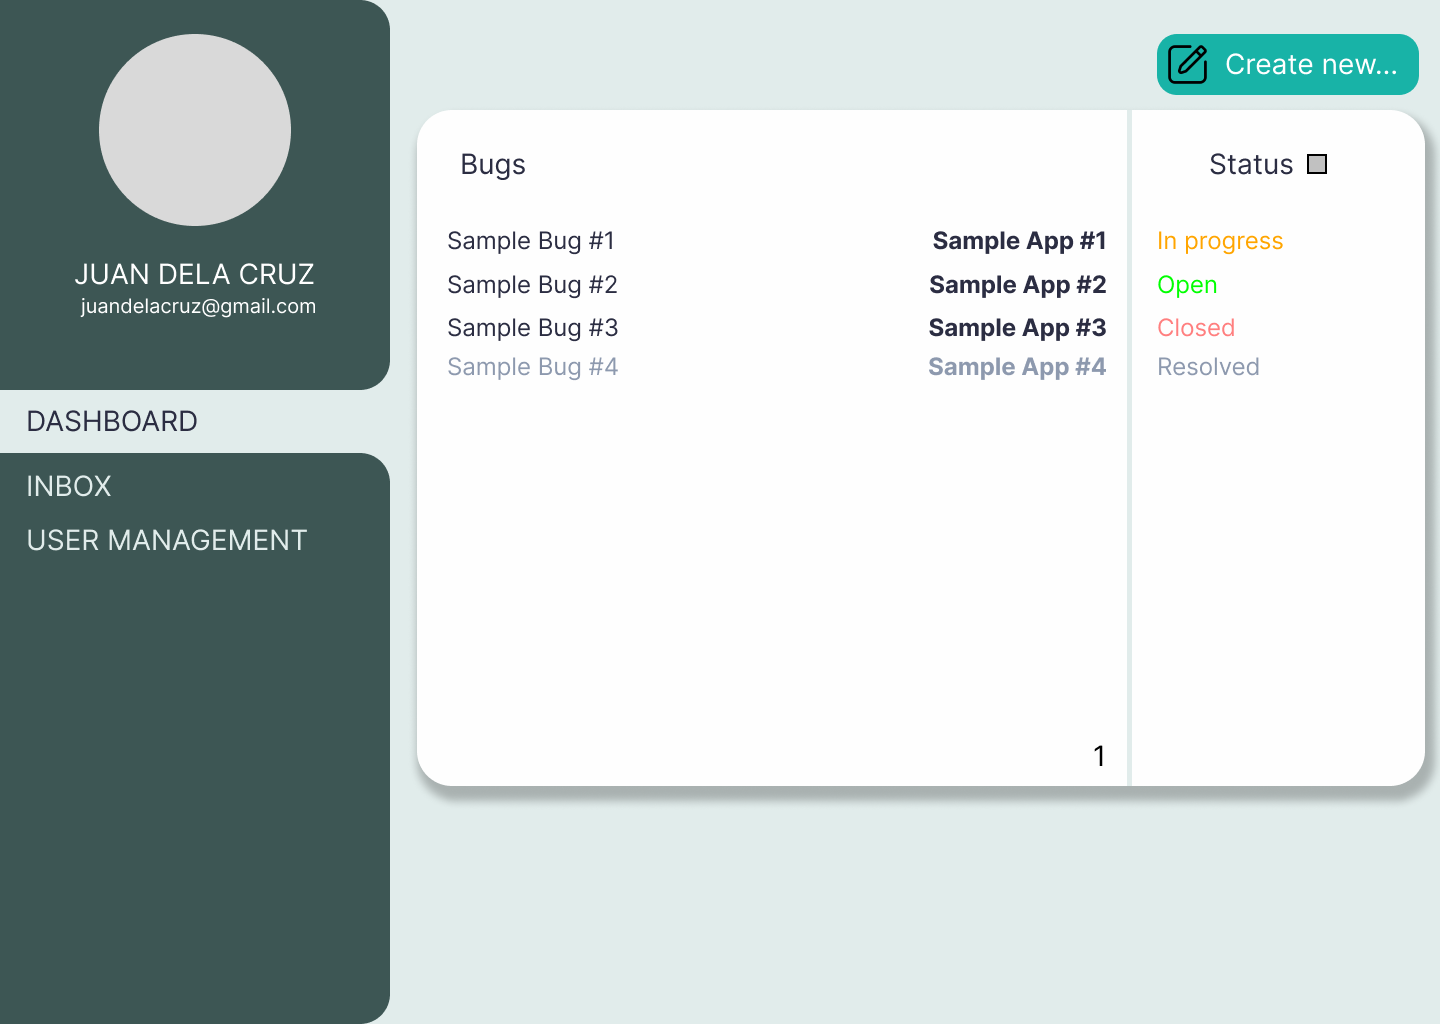 Create new...
JUAN DELA CRUZ
juandelacruz@gmail.com
DASHBOARD
INBOX
USER MANAGEMENT
Bugs Status
Sample Bug #1 Sample App #1 In progress
Sample Bug #2 Sample App #2 Open
Sample Bug #3 Sample App #3 Closed
Sample Bug #4 Sample App #4 Resolved
1